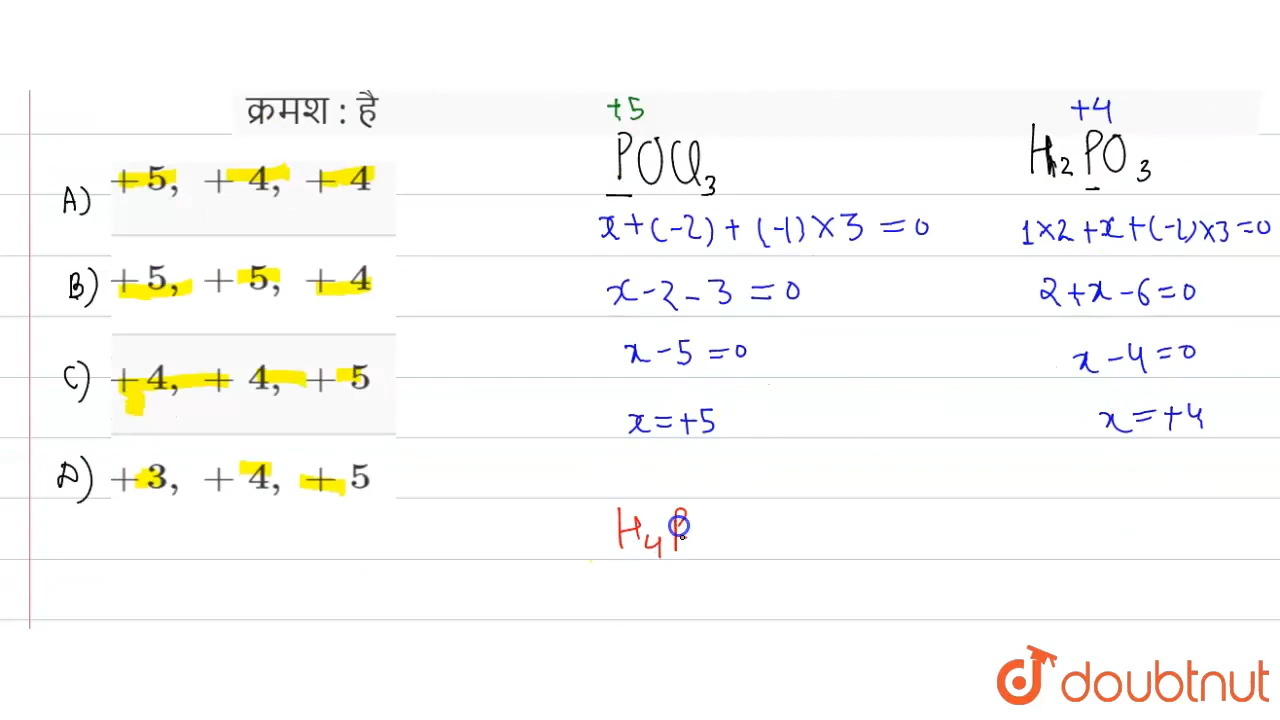 क्रमश : है
A) +5, +4, +4
B) +5, +5, +4
C) +4, +4, +5
D) +3, +4, +5
+5
POCl3
x+(-2)+(-1)×3=0
x-2-3=0
x-5=0
x=+5
+4
H2PO3
1×2+x+(-2)×3=0
2+x-6=0
x-4=0
x=+4
H4P
doubtnut